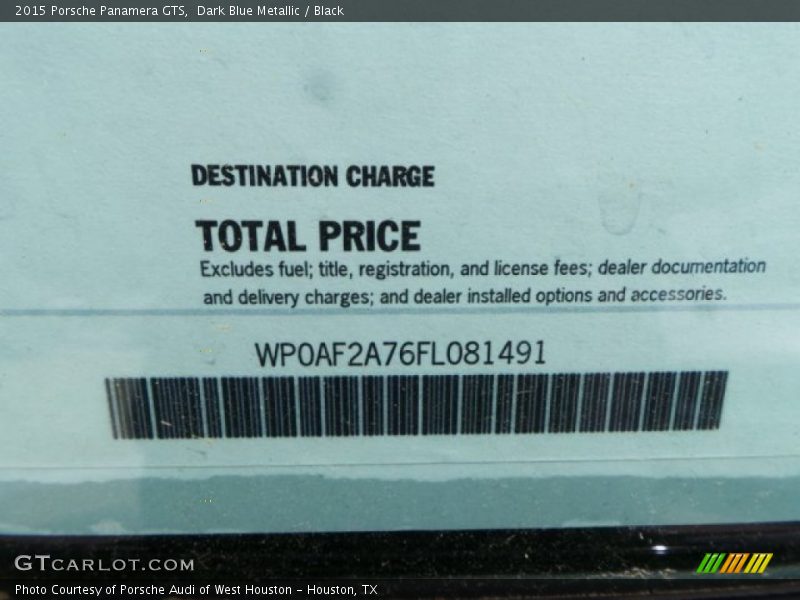 2015 Porsche Panamera GTS, Dark Blue Metallic / Black
DESTINATION CHARGE
TOTAL PRICE
Excludes fuel; title, registration, and license fees; dealer documentation
and delivery charges; and dealer installed options and accessories.
WP0AF2A76FL081491
GTCARLOT.COM
Photo Courtesy of Porsche Audi of West Houston - Houston, TX